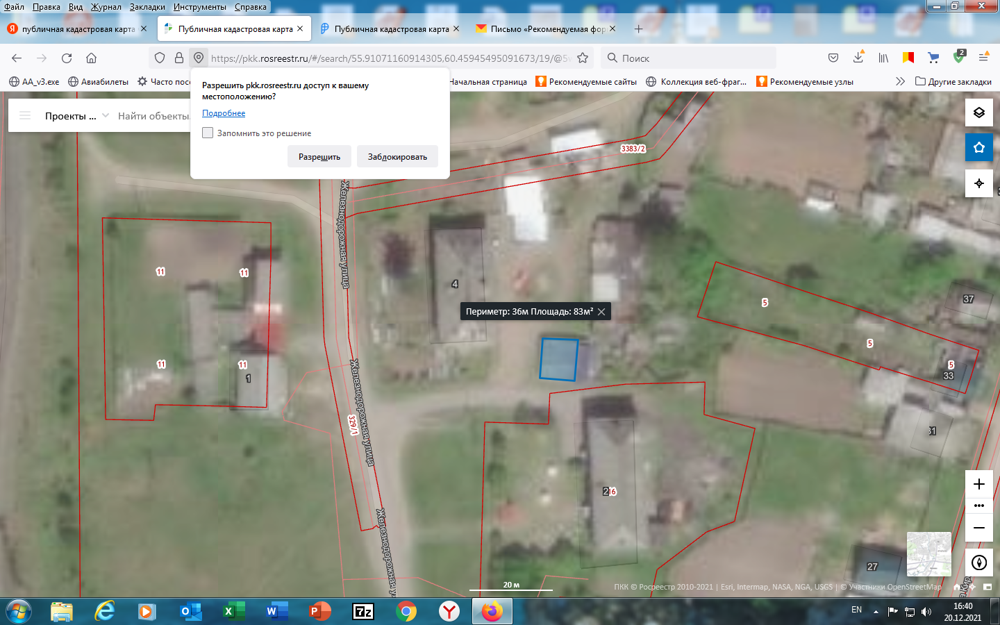 Файл Правка Вид Журнал Закладки Инструменты Справка
публичная кадастровая карта
Публичная кадастровая карта
Публичная кадастровая карта
Письмо «Рекомендуемая фор
https://pkk.rosreestr.ru/#/search/55.91071160914305,60.45945495091673/19/@5w
Поиск
2
AA_v3.exe
Авиабилеты
Часто посе
Начальная страница
Рекомендуемые сайты
Коллекция веб-фраг...
Рекомендуемые узлы
Другие закладки
Разрешить pkk.rosreestr.ru доступ к вашему
местоположению?
Подробнее
Запомнить это решение
Разрешить
Заблокировать
Проекты ...
Найти объекты.
3383/2
Железнодорожная улица
11
11
4
Периметр: 36м Площадь: 83м²
5
37
5
11
11
1
5
33
Железнодорожная улица
329/1
31
216
Железнодорожная ул
27
20 м
ПКК © Росреестр 2010-2021 | Esri, Intermap, NASA, NGA, USGS | © Участники OpenStreetMap
EN
16:40
20.12.2021